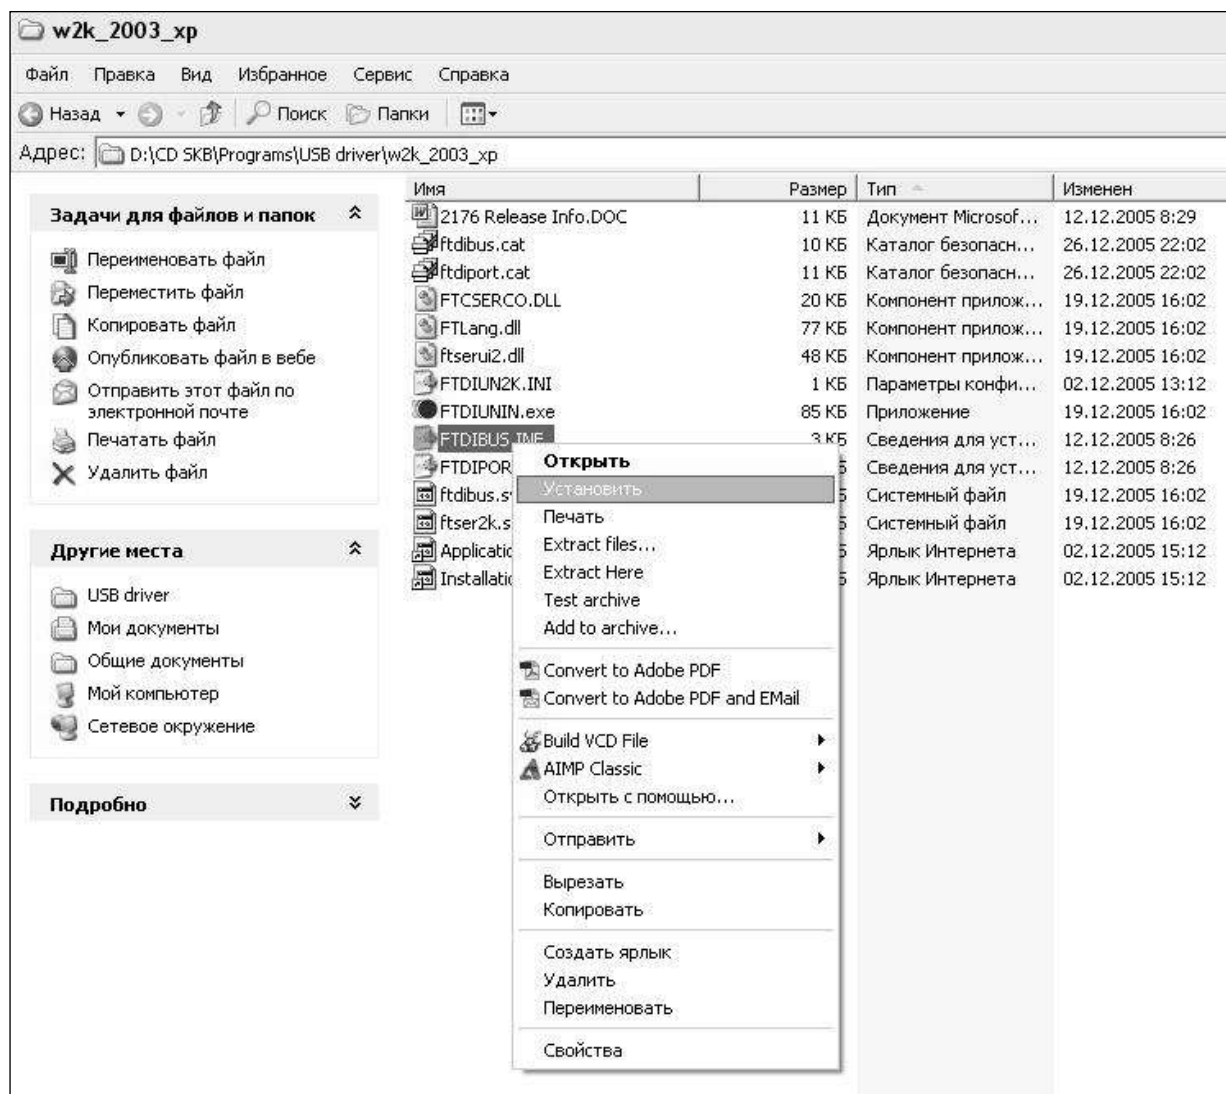 w2k_2003_xp
Файл Правка Вид Избранное Сервис Справка
Назад Поиск Папки
Адрес: D:\CD SKB\Programs\USB driver\w2k_2003_xp
Задачи для файлов и папок
Переименовать файл
Переместить файл
Копировать файл
Опубликовать файл в вебе
Отправить этот файл по
электронной почте
Печатать файл
Удалить файл
Другие места
USB driver
Мои документы
Общие документы
Мой компьютер
Сетевое окружение
Подробно
Имя Размер Тип Изменен
2176 Release Info.DOC 11 КБ Документ Microsof... 12.12.2005 8:29
ftdibus.cat 10 КБ Каталог безопасн... 26.12.2005 22:02
ftdiport.cat 11 КБ Каталог безопасн... 26.12.2005 22:02
FTCSERCO.DLL 20 КБ Компонент прилож... 19.12.2005 16:02
FTLang.dll 77 КБ Компонент прилож... 19.12.2005 16:02
ftserui2.dll 48 КБ Компонент прилож... 19.12.2005 16:02
FTDIUN2K.INI 1 КБ Параметры конфи... 02.12.2005 13:12
FTDIUNIN.exe 85 КБ Приложение 19.12.2005 16:02
FTDIBUS.INF 3 КБ Сведения для уст... 12.12.2005 8:26
FTDIPOR Б Сведения для уст... 12.12.2005 8:26
ftdibus.s Б Системный файл 19.12.2005 16:02
ftser2k.s Б Системный файл 19.12.2005 16:02
Applicatio Б Ярлык Интернета 02.12.2005 15:12
Installatio Б Ярлык Интернета 02.12.2005 15:12
Открыть
Установить
Печать
Extract files...
Extract Here
Test archive
Add to archive...
Convert to Adobe PDF
Convert to Adobe PDF and EMail
Build VCD File
AIMP Classic
Открыть с помощью...
Отправить
Вырезать
Копировать
Создать ярлык
Удалить
Переименовать
Свойства